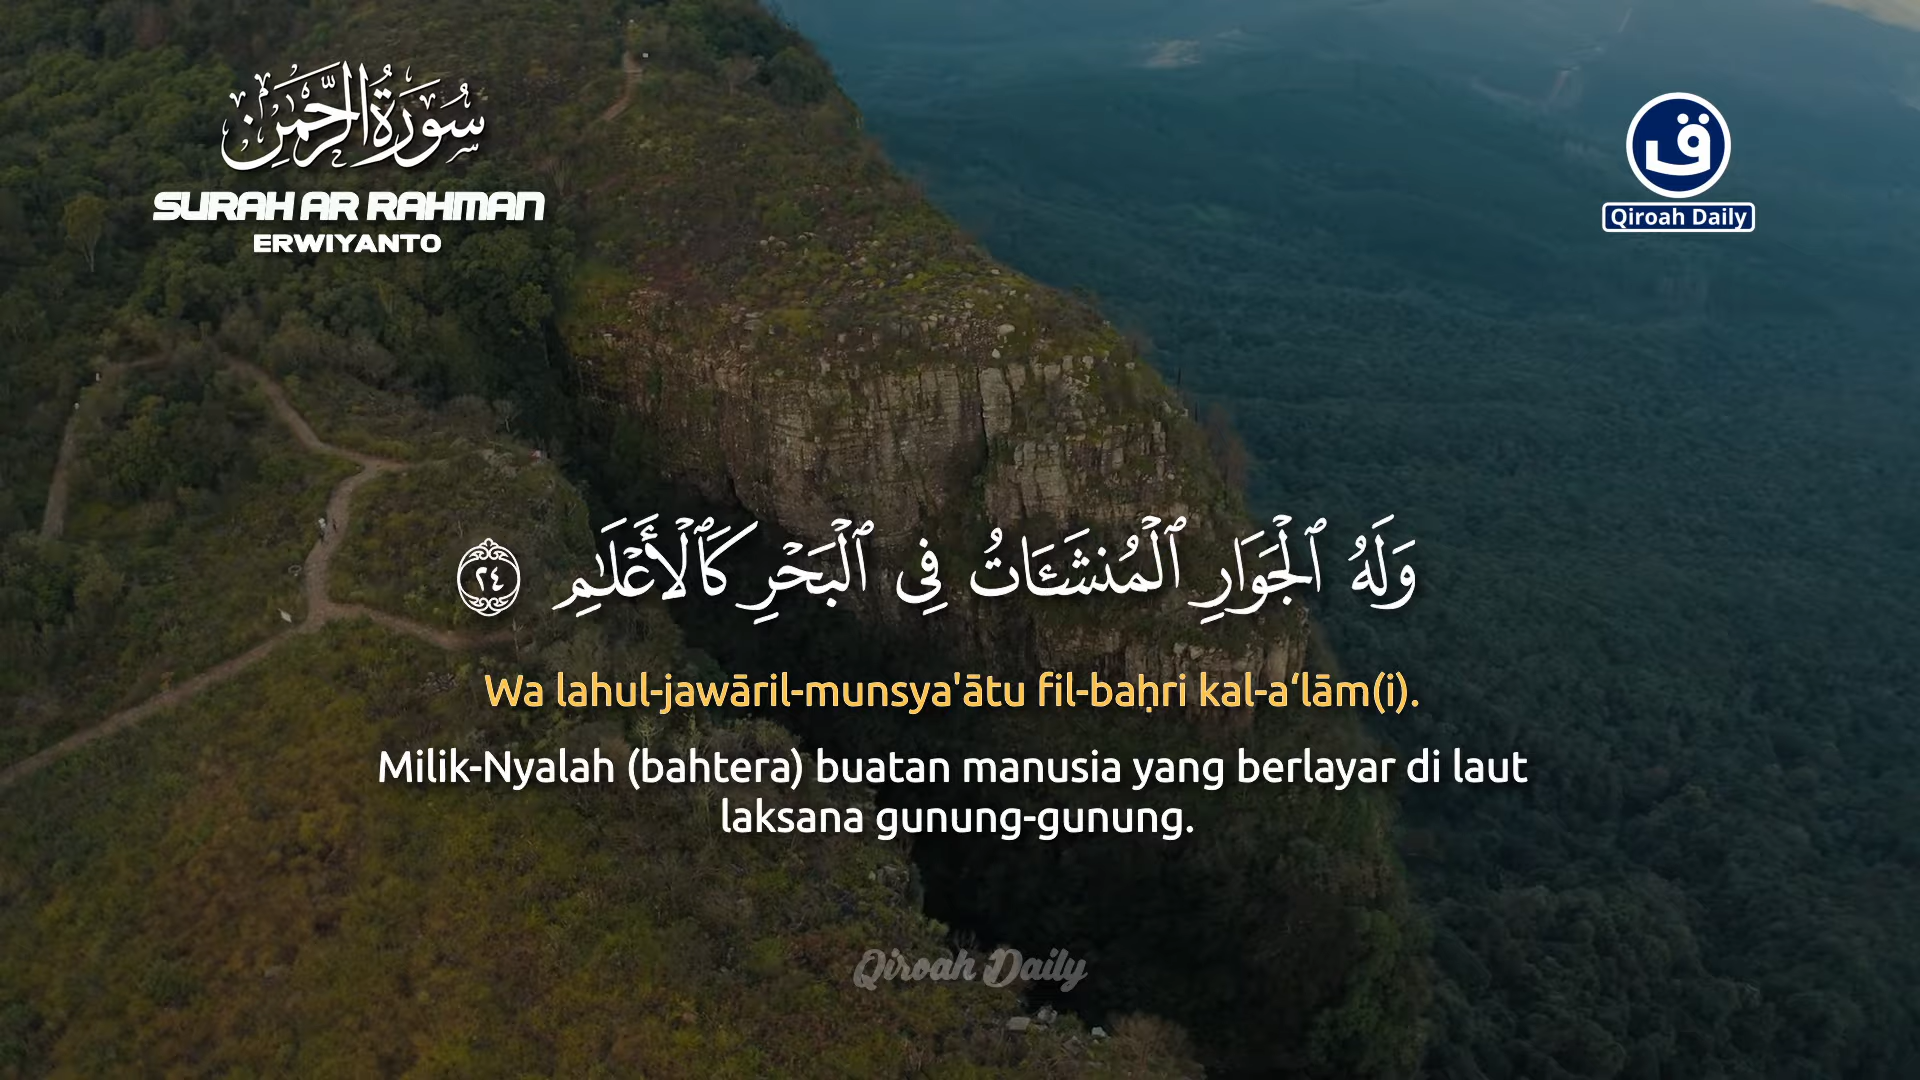 سُورَةُ الرَّحْمَٰنِ
SURAH AR RAHMAN
ERWIYANTO
ق
Qiroah Daily
وَلَهُ ٱلْجَوَارِ ٱلْمُنشَـَٔاتُ فِى ٱلْبَحْرِ كَٱلْأَعْلَـٰمِ ٢٤
Wa lahul-jawāril-munsya'ātu fil-baḥri kal-a‘lām(i).
Milik-Nyalah (bahtera) buatan manusia yang berlayar di laut
laksana gunung-gunung.
Qiroah Daily